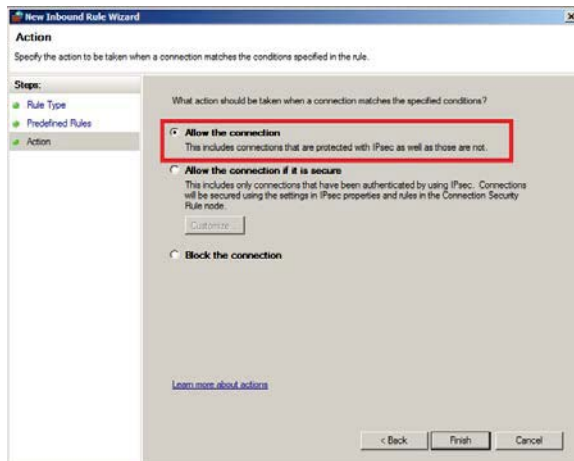 New Inbound Rule Wizard
Action
Specify the action to be taken when a connection matches the conditions specified in the rule.
Steps:
Rule Type
Predefined Rules
Action
What action should be taken when a connection matches the specified conditions?
Allow the connection
This includes connections that are protected with IPsec as well as those are not.
Allow the connection if it is secure
This includes only connections that have been authenticated by using IPsec. Connections
will be secured using the settings in IPsec properties and rules in the Connection Security
Rule node.
Customize...
Block the connection
Learn more about actions
< Back
Finish
Cancel